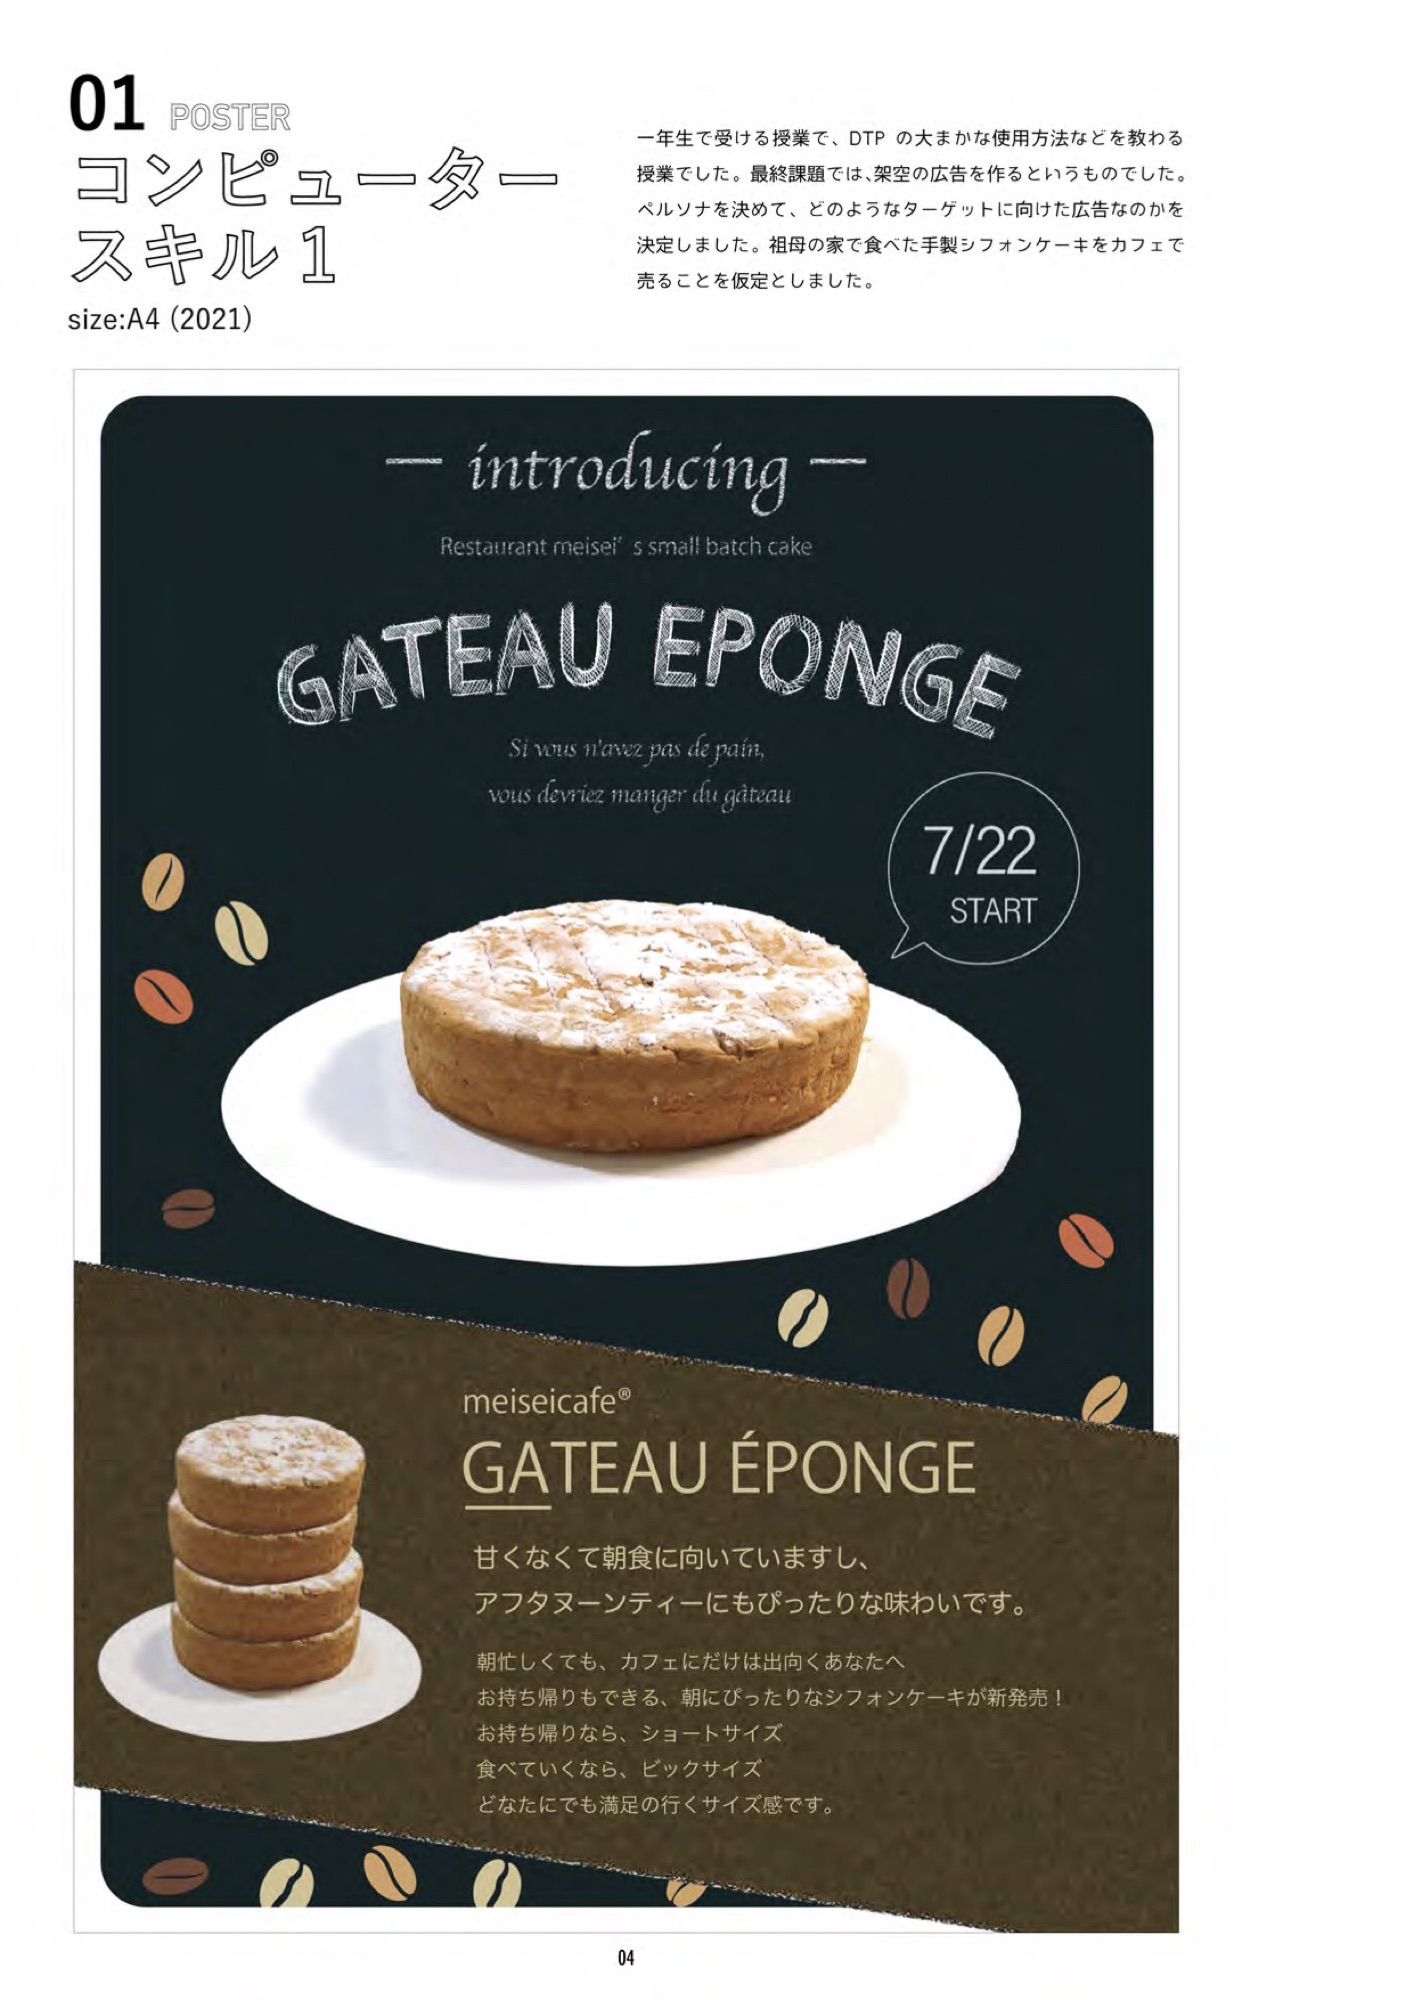 01 POSTER
コンピューター
スキル1
size:A4 (2021)
一年生で受ける授業で、DTP の大まかな使用方法などを教わる
授業でした。最終課題では、架空の広告を作るというものでした。
ペルソナを決めて、どのようなターゲットに向けた広告なのかを
決定しました。祖母の家で食べた手製シフォンケーキをカフェで
売ることを仮定としました。
— introducing —
Restaurant meisei’ s small batch cake
GATEAU EPONGE
Si vous n'avez pas de pain,
vous devriez manger du gâteau
7/22
START
meiseicafe®
GATEAU ÉPONGE
甘くなくて朝食に向いていますし、
アフタヌーンティーにもぴったりな味わいです。
朝忙しくても、カフェにだけは出向くあなたへ
お持ち帰りもできる、朝にぴったりなシフォンケーキが新発売！
お持ち帰りなら、ショートサイズ
食べていくなら、ビックサイズ
どなたにでも満足の行くサイズ感です。
04